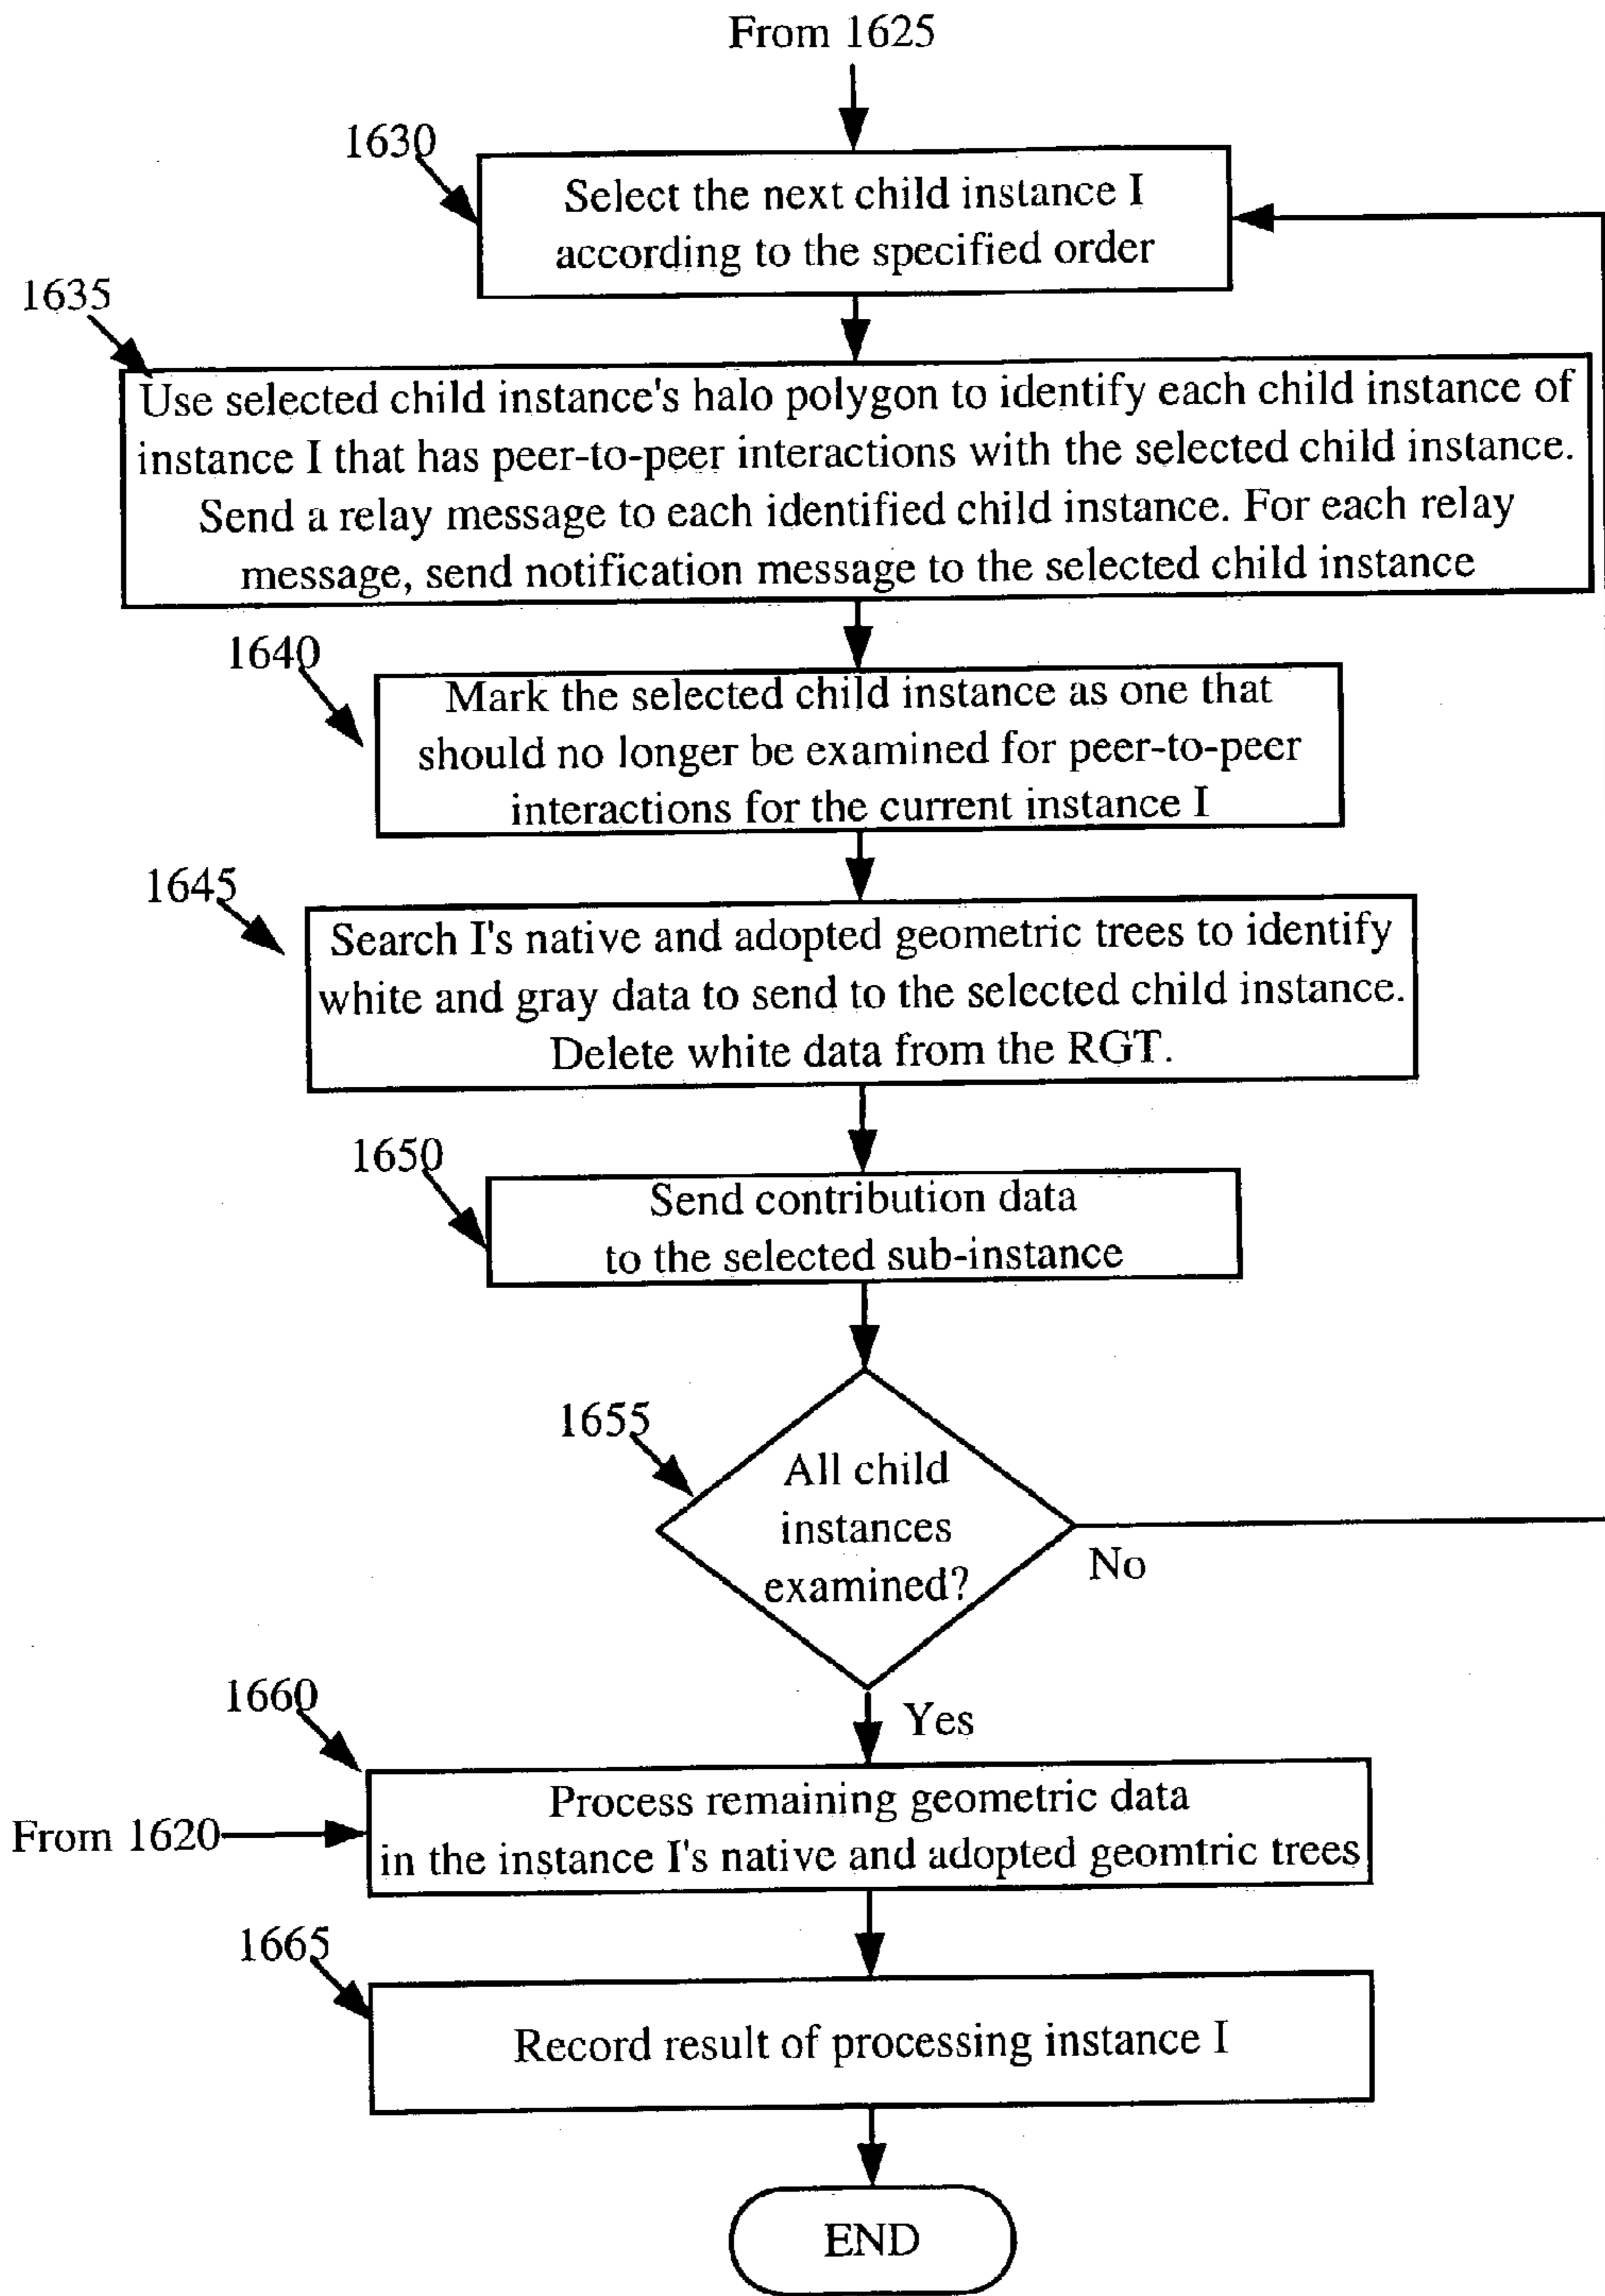 From 1625
1630
Select the next child instance I
according to the specified order
1635
Use selected child instance's halo polygon to identify each child instance of
instance I that has peer-to-peer interactions with the selected child instance.
Send a relay message to each identified child instance. For each relay
message, send notification message to the selected child instance
1640
Mark the selected child instance as one that
should no longer be examined for peer-to-peer
interactions for the current instance I
1645
Search I's native and adopted geometric trees to identify
white and gray data to send to the selected child instance.
Delete white data from the RGT.
1650
Send contribution data
to the selected sub-instance
1655
All child
instances
examined?
No
Yes
1660
From 1620
Process remaining geometric data
in the instance I's native and adopted geomtric trees
1665
Record result of processing instance I
END